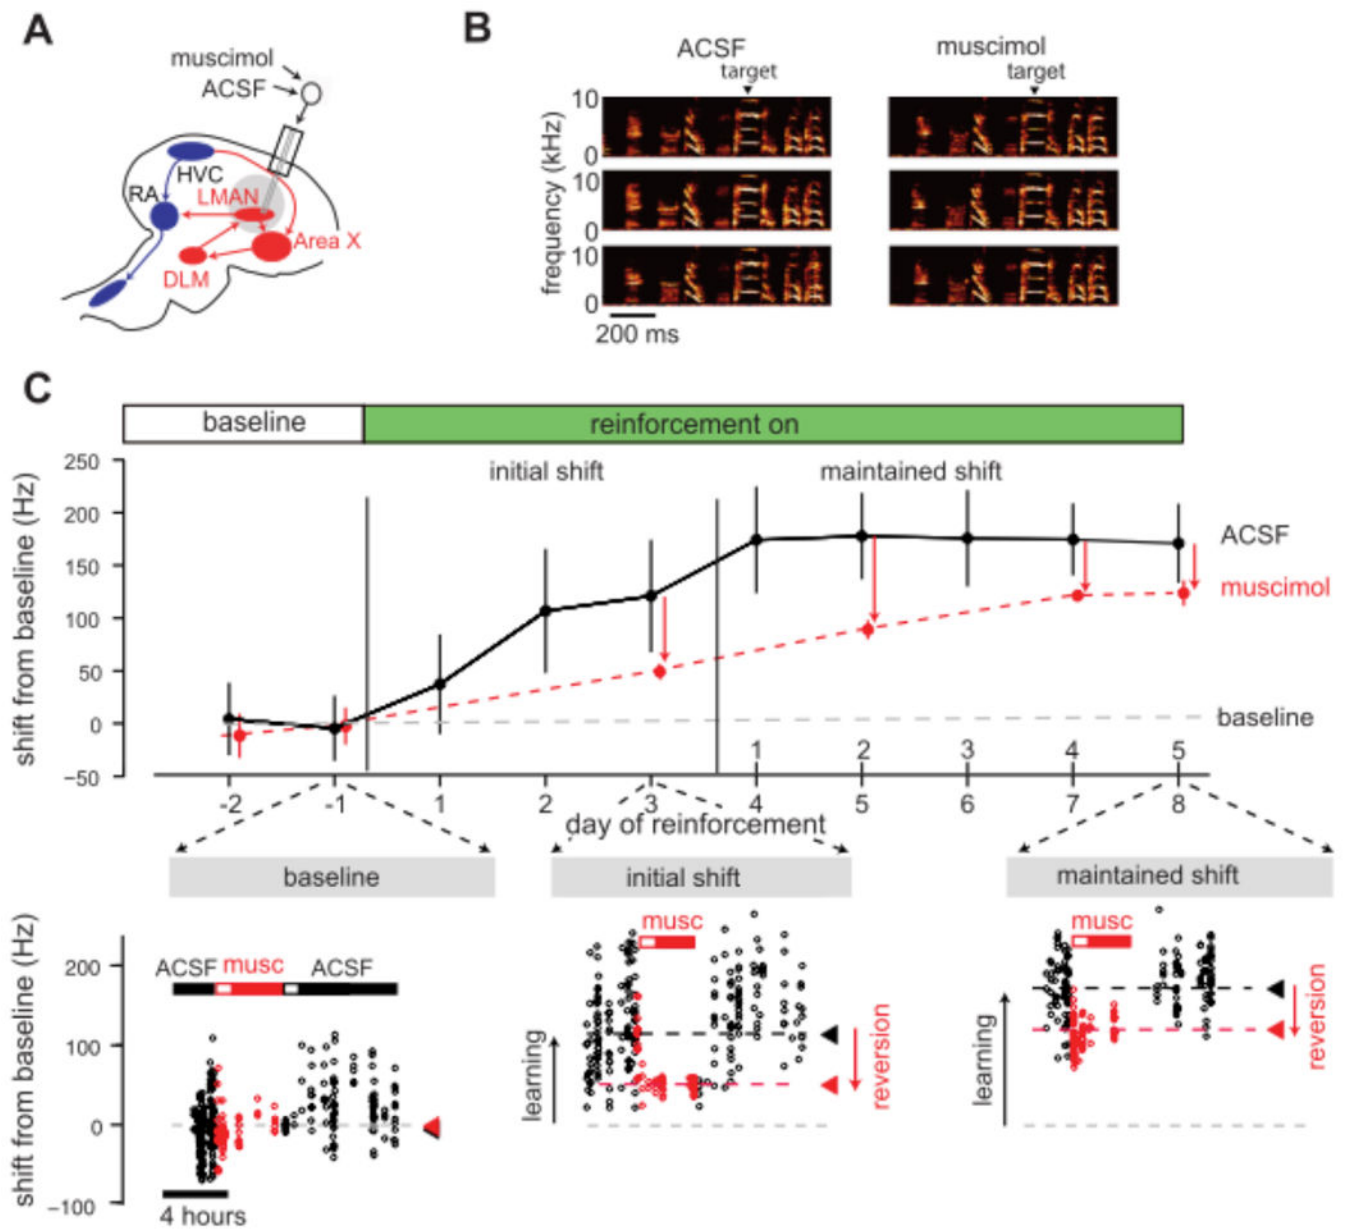 A
muscimol
ACSF
HVC
RA
LMAN
Area X
DLM
B
ACSF
muscimol
target
target
10
0
10
0
10
0
frequency (kHz)
200 ms
C
baseline
reinforcement on
initial shift
maintained shift
shift from baseline (Hz)
250
200
150
100
50
0
−50
ACSF
muscimol
baseline
1 2 3 4 5
-2 -1 1 2 3 4 5 6 7 8
day of reinforcement
baseline
initial shift
maintained shift
shift from baseline (Hz)
200
100
0
−100
ACSF musc ACSF
4 hours
musc
learning
reversion
musc
learning
reversion